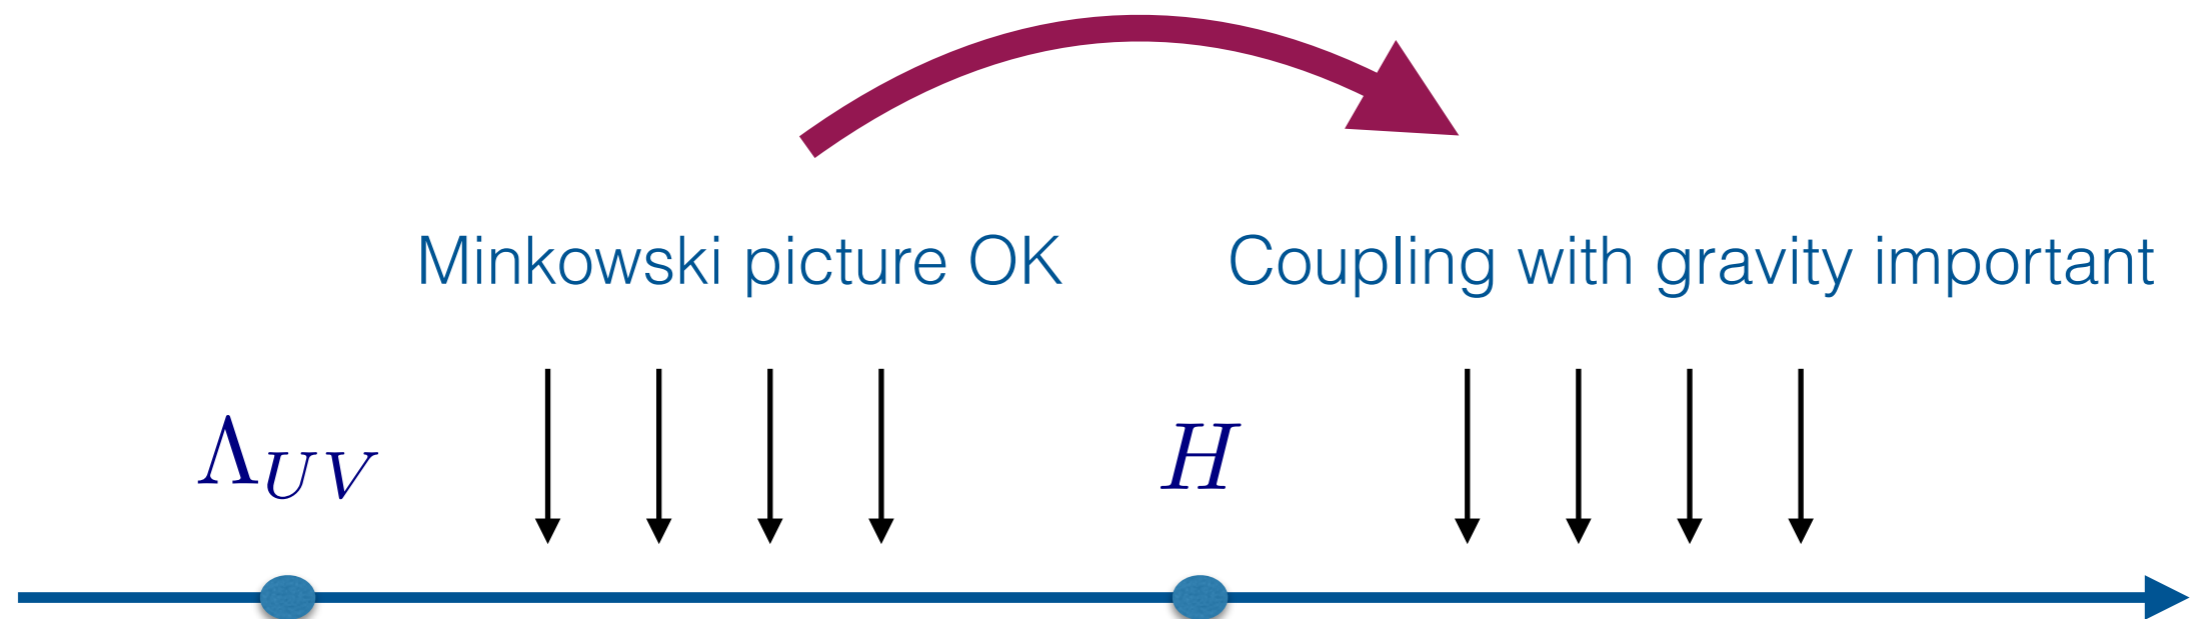 Minkowski picture OK
Coupling with gravity important
Λ_{UV}
H